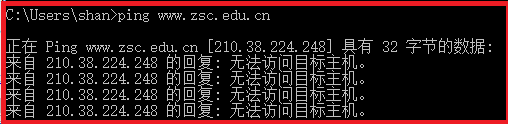 C:\Users\shan>ping www.zsc.edu.cn
正在 Ping www.zsc.edu.cn [210.38.224.248] 具有 32 字节的数据:
来自 210.38.224.248 的回复: 无法访问目标主机。
来自 210.38.224.248 的回复: 无法访问目标主机。
来自 210.38.224.248 的回复: 无法访问目标主机。
来自 210.38.224.248 的回复: 无法访问目标主机。